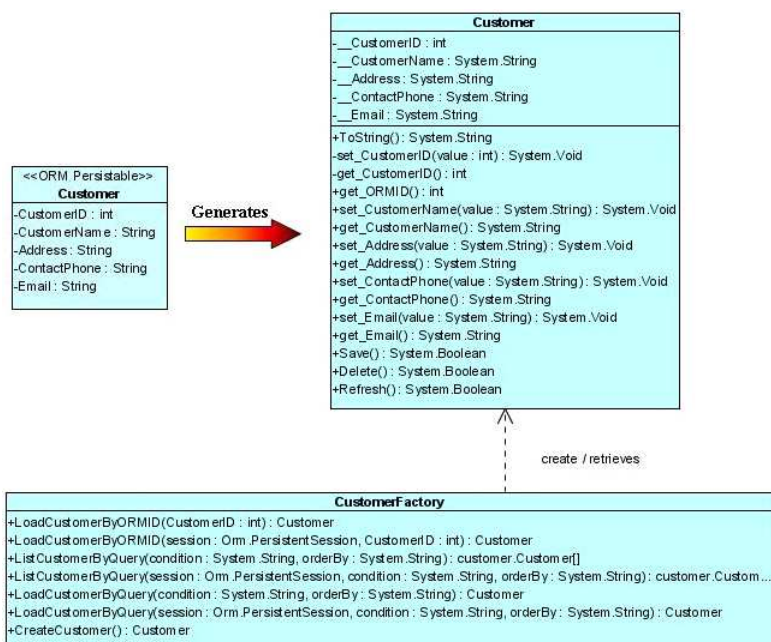 <<ORM Persistable>>
Customer
-CustomerID : int
-CustomerName : String
-Address : String
-ContactPhone : String
-Email : String
Generates
Customer
-__CustomerID : int
-__CustomerName : System.String
-__Address : System.String
-__ContactPhone : System.String
-__Email : System.String
+ToString() : System.String
-set_CustomerID(value : int) : System.Void
-get_CustomerID() : int
+get_ORMID() : int
+set_CustomerName(value : System.String) : System.Void
+get_CustomerName() : System.String
+set_Address(value : System.String) : System.Void
+get_Address() : System.String
+set_ContactPhone(value : System.String) : System.Void
+get_ContactPhone() : System.String
+set_Email(value : System.String) : System.Void
+get_Email() : System.String
+Save() : System.Boolean
+Delete() : System.Boolean
+Refresh() : System.Boolean
create / retrieves
CustomerFactory
+LoadCustomerByORMID(CustomerID : int) : Customer
+LoadCustomerByORMID(session : Orm.PersistentSession, CustomerID : int) : Customer
+ListCustomerByQuery(condition : System.String, orderBy : System.String) : customer.Customer[]
+ListCustomerByQuery(session : Orm.PersistentSession, condition : System.String, orderBy : System.String) : customer.Custom...
+LoadCustomerByQuery(condition : System.String, orderBy : System.String) : Customer
+LoadCustomerByQuery(session : Orm.PersistentSession, condition : System.String, orderBy : System.String) : Customer
+CreateCustomer() : Customer